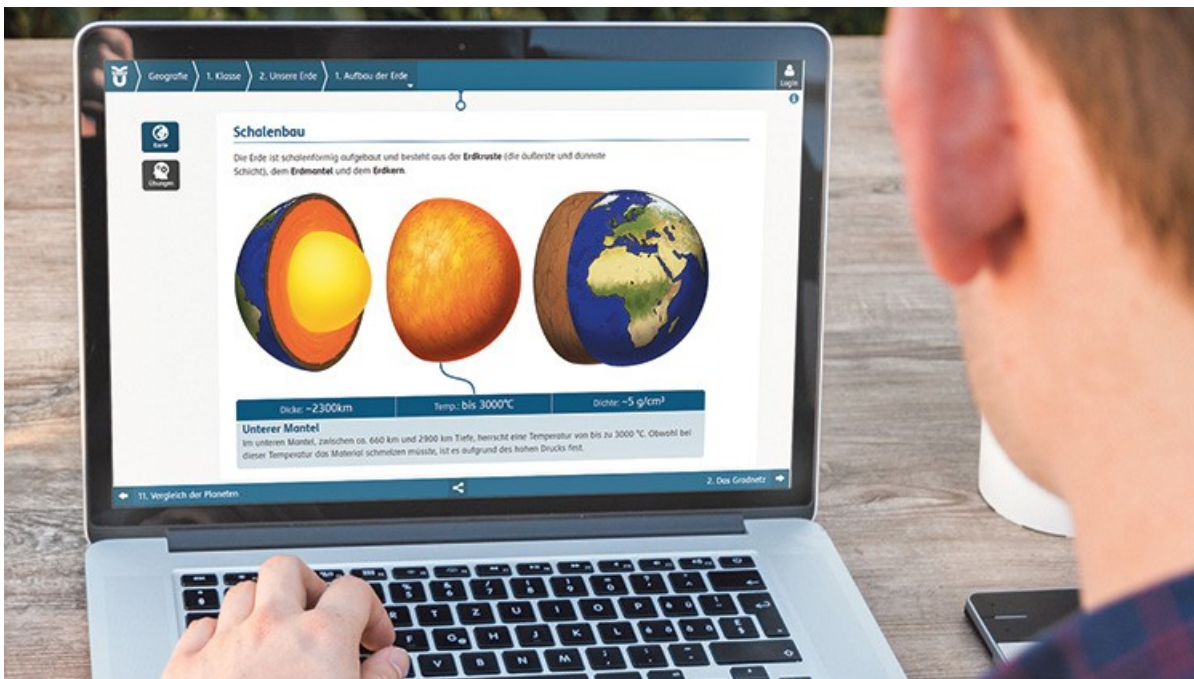 Geografie
1. Klasse
2. Unsere Erde
1. Aufbau der Erde
Login
Karte
Übungen
Schalenbau
Die Erde ist schalenförmig aufgebaut und besteht aus der Erdkruste (die äußerste und dünnste
Schicht), dem Erdmantel und dem Erdkern.
Dicke: ~2300km
Temp.: bis 3000°C
Dichte: ~5 g/cm³
Unterer Mantel
Im unteren Mantel, zwischen ca. 660 km und 2900 km Tiefe, herrscht eine Temperatur von bis zu 3000 °C. Obwohl bei
dieser Temperatur das Material schmelzen müsste, ist es aufgrund des hohen Drucks fest.
11. Vergleich der Planeten
2. Das Gradnetz
R T Z U I O P Ü
F G H J K L Ö Ä
V B N M